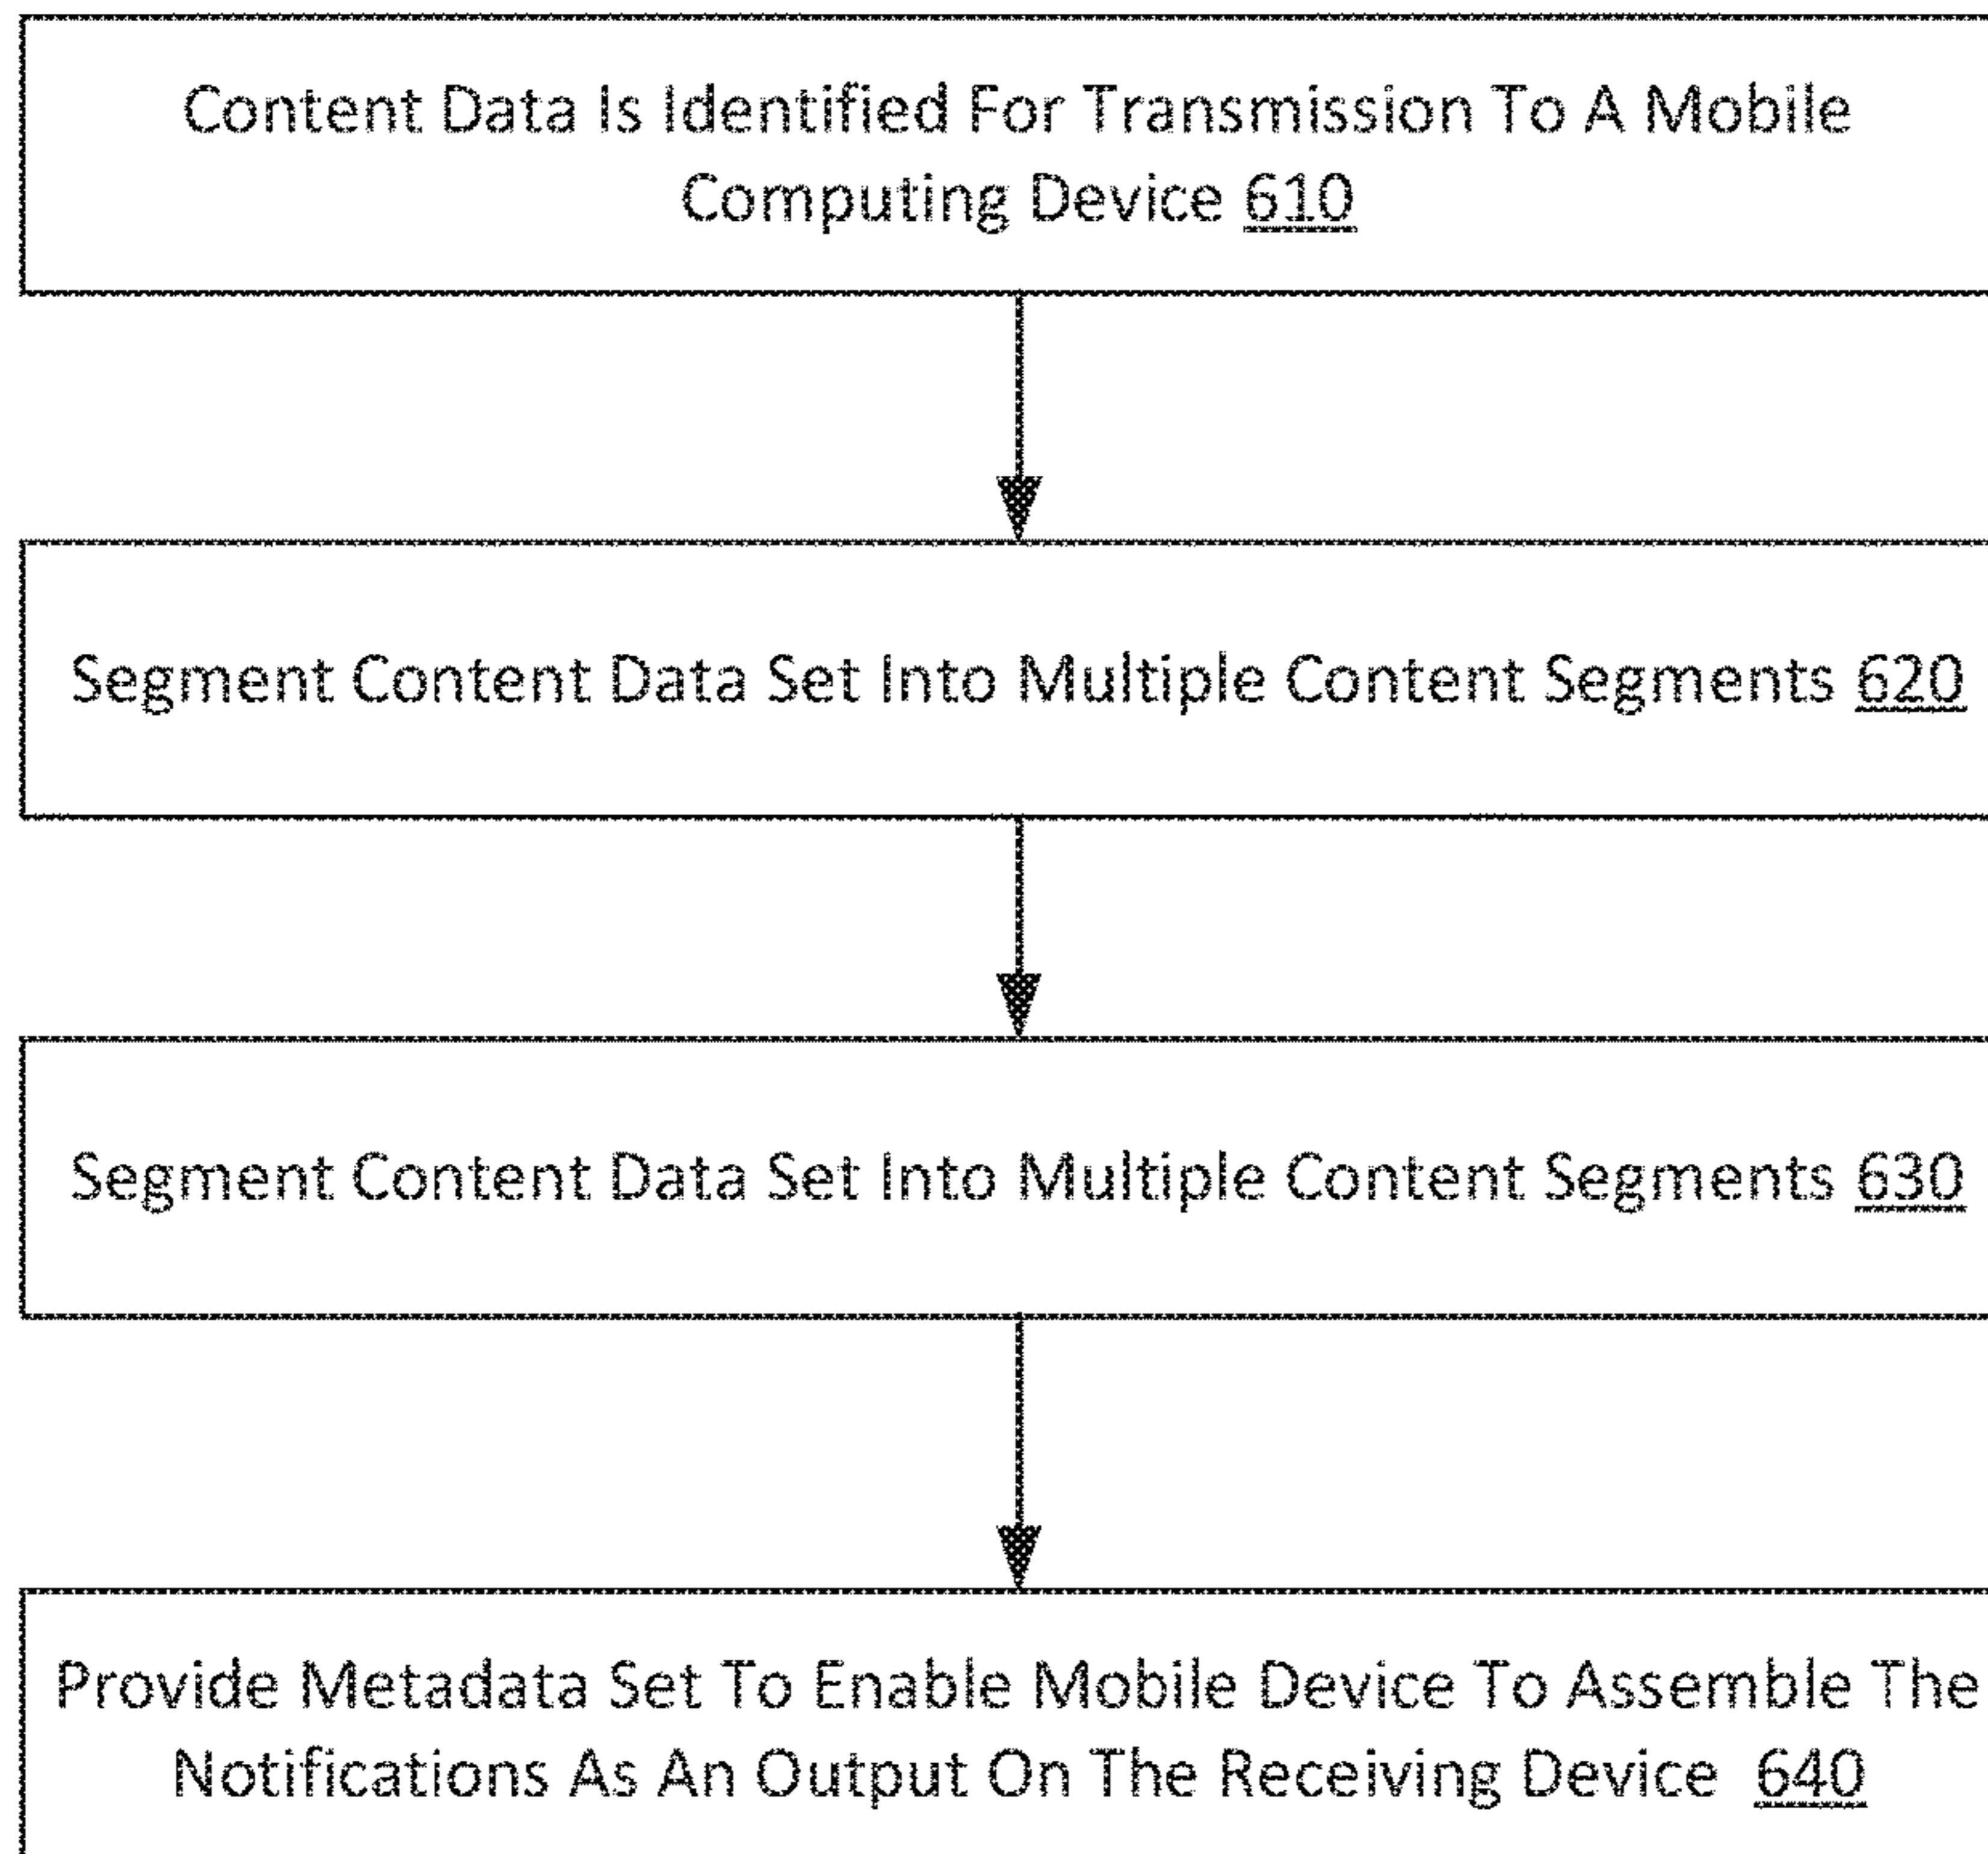 Content Data Is Identified For Transmission To A Mobile
Computing Device 610
Segment Content Data Set Into Multiple Content Segments 620
Segment Content Data Set Into Multiple Content Segments 630
Provide Metadata Set To Enable Mobile Device To Assemble The
Notifications As An Output On The Receiving Device 640